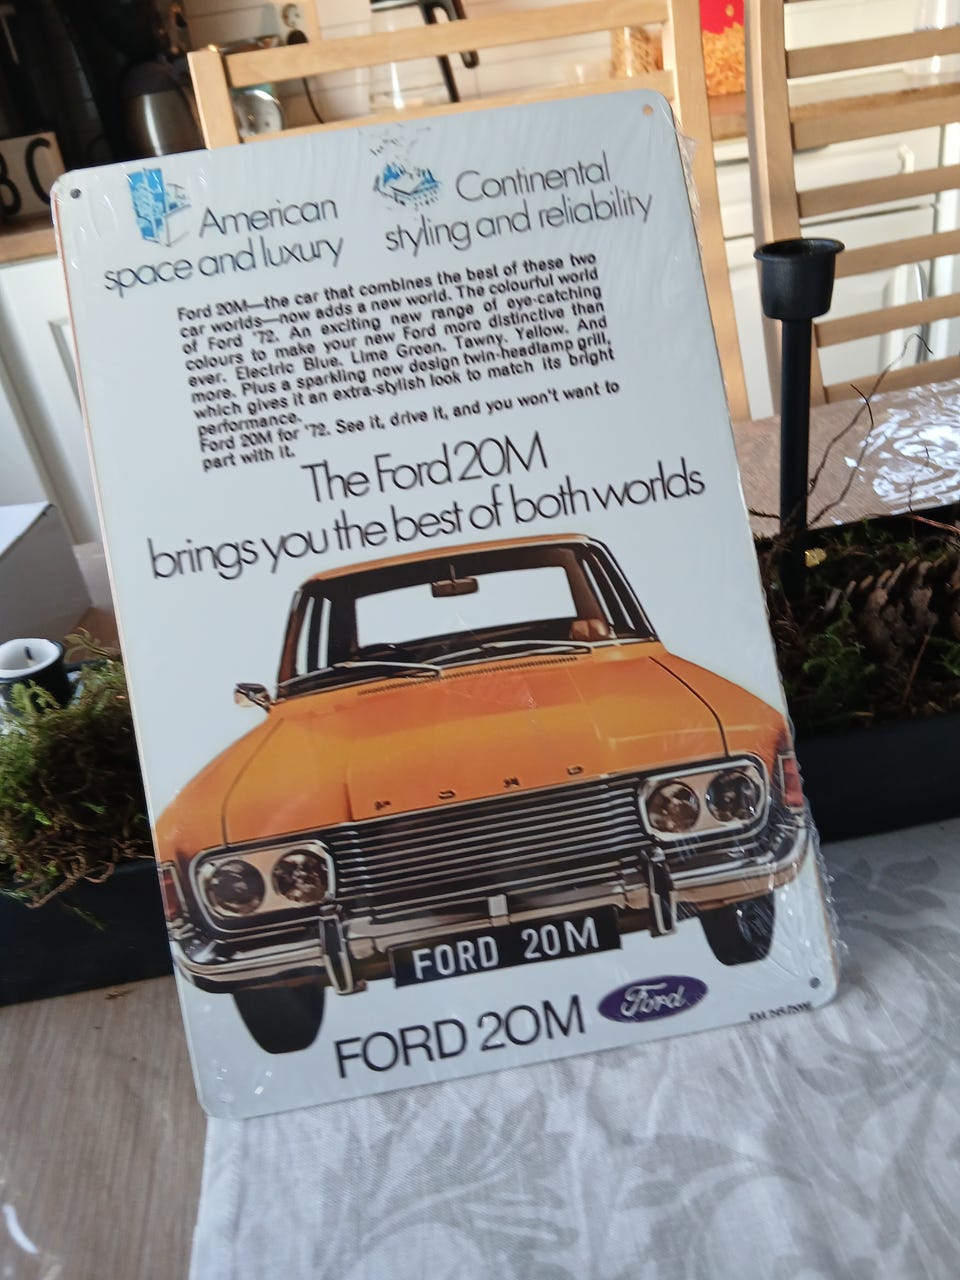 American
space and luxury
Continental
styling and reliability
Ford 20M—the car that combines the best of these two
car worlds—now adds a new world. The colourful world
of Ford '72. An exciting new range of eye-catching
colours to make your new Ford more distinctive than
ever. Electric Blue. Lime Green. Tawny. Yellow. And
more. Plus a sparkling new design twin-headlamp grill,
which gives it an extra-stylish look to match its bright
performance.
Ford 20M for '72. See it, drive it, and you won't want to
part with it.
The Ford 20M
brings you the best of both worlds
FORD
FORD 20M
FORD 20M
Ford
BC